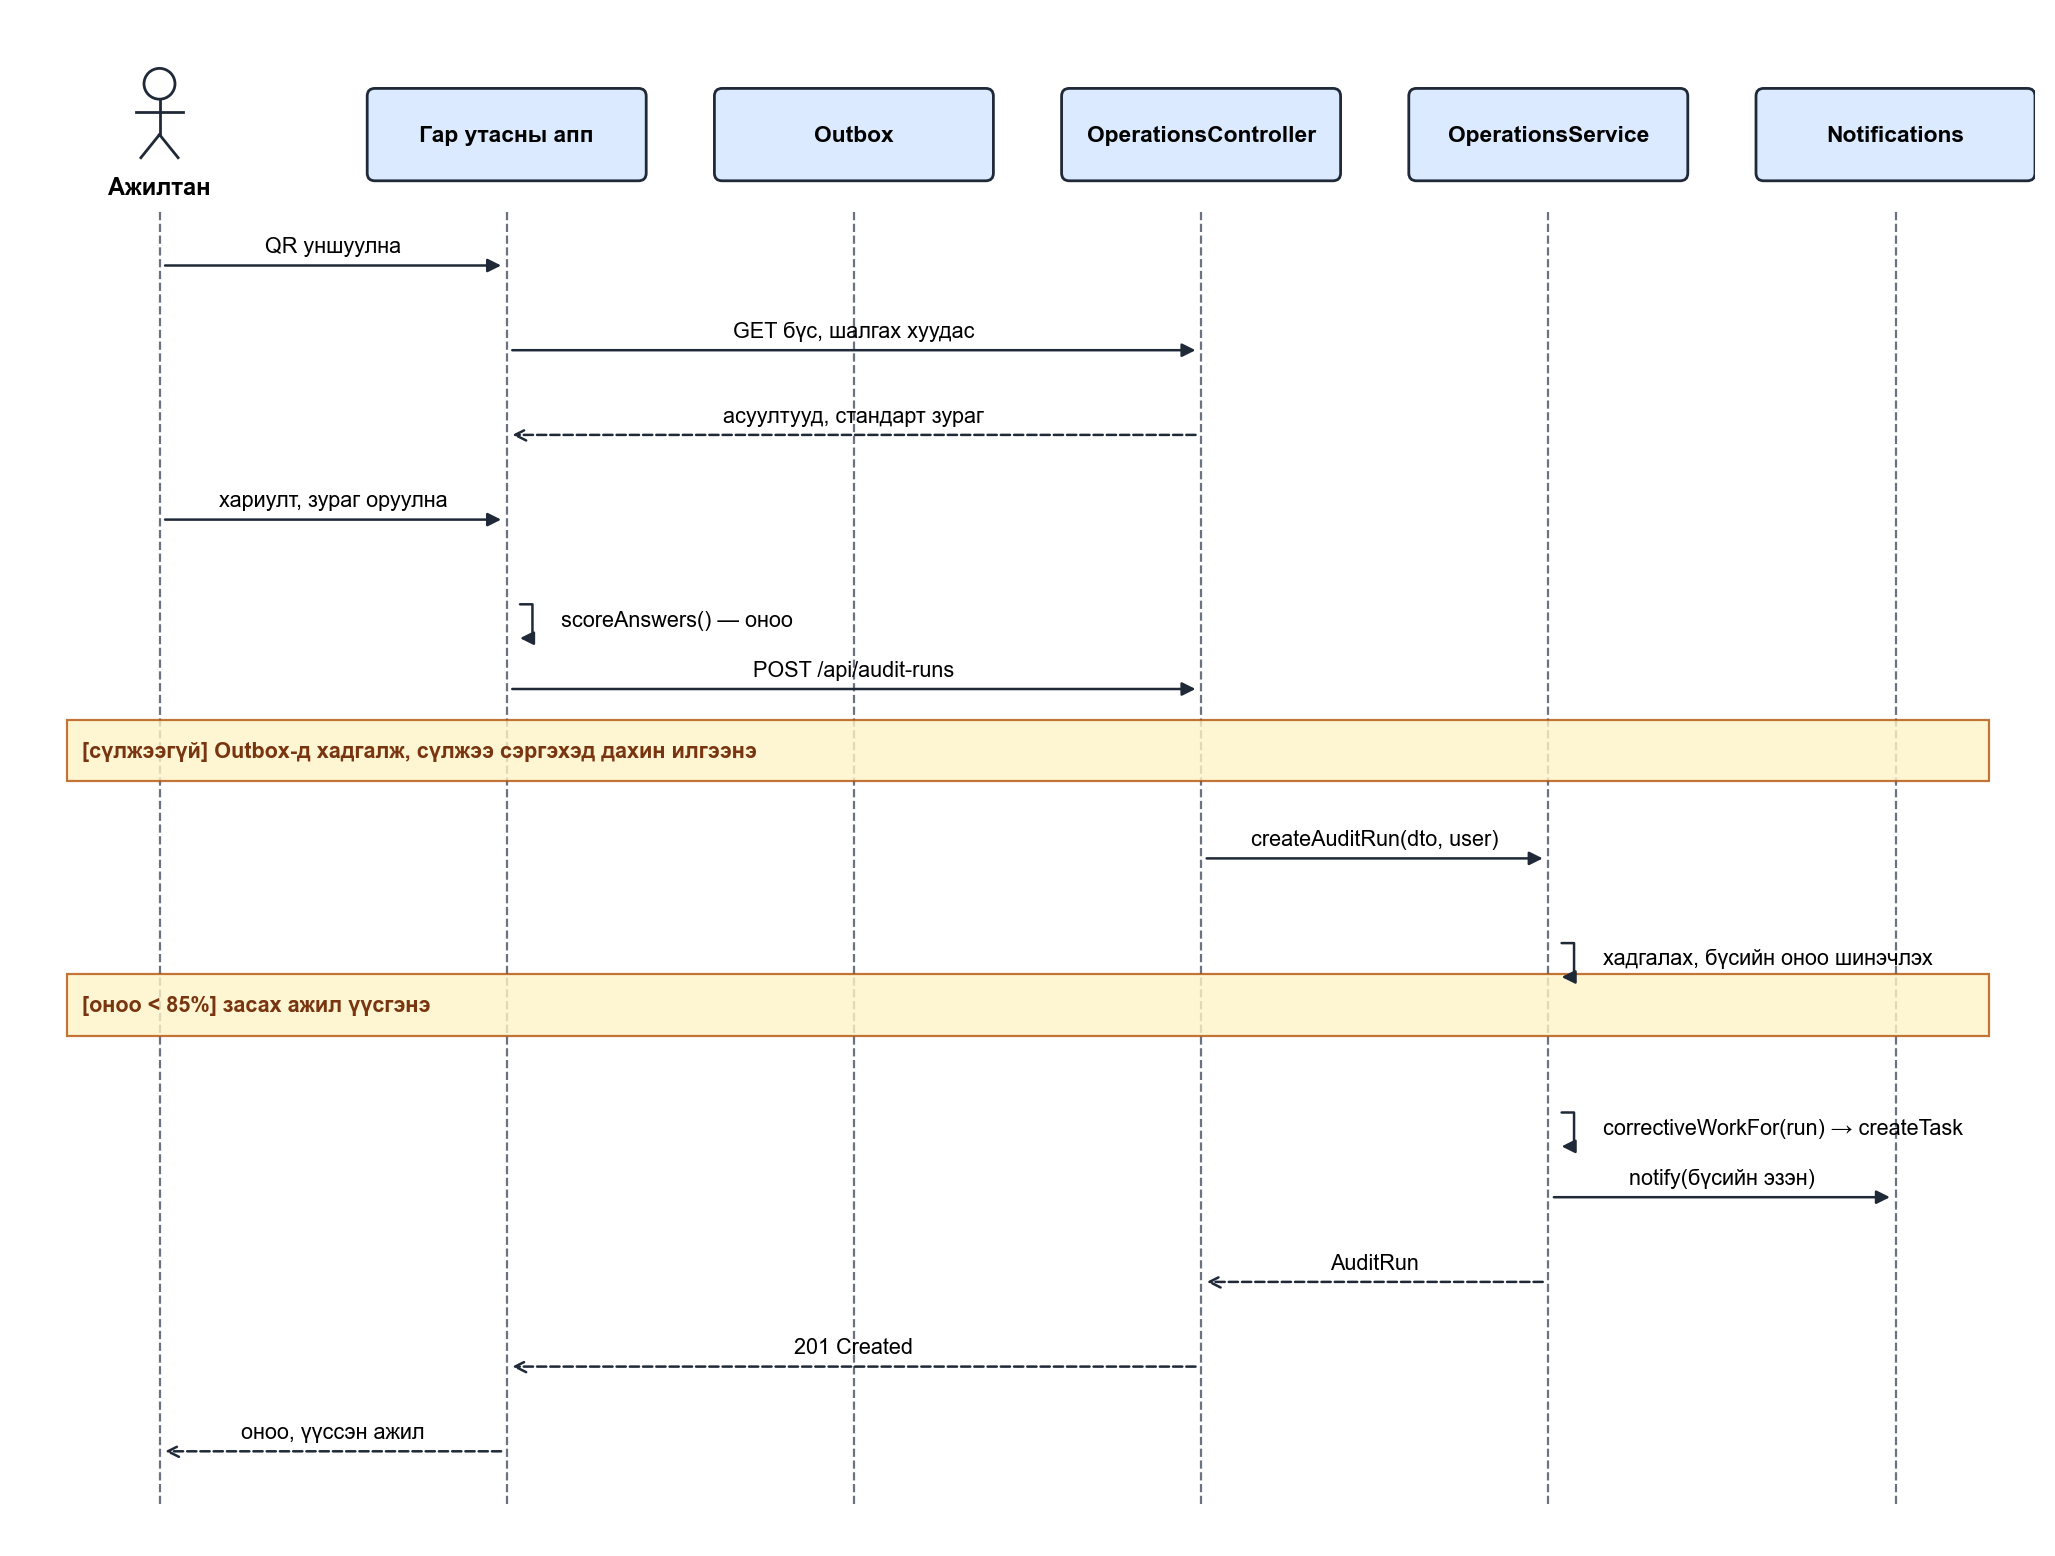 Ажилтан
Гар утасны апп
Outbox
OperationsController
OperationsService
Notifications
QR уншуулна
GET бүс, шалгах хуудас
асуултууд, стандарт зураг
хариулт, зураг оруулна
scoreAnswers() — оноо
POST /api/audit-runs
[сүлжээгүй] Outbox-д хадгалж, сүлжээ сэргэхэд дахин илгээнэ
createAuditRun(dto, user)
хадгалах, бүсийн оноо шинэчлэх
[оноо < 85%] засах ажил үүсгэнэ
correctiveWorkFor(run) → createTask
notify(бүсийн эзэн)
AuditRun
201 Created
оноо, үүссэн ажил